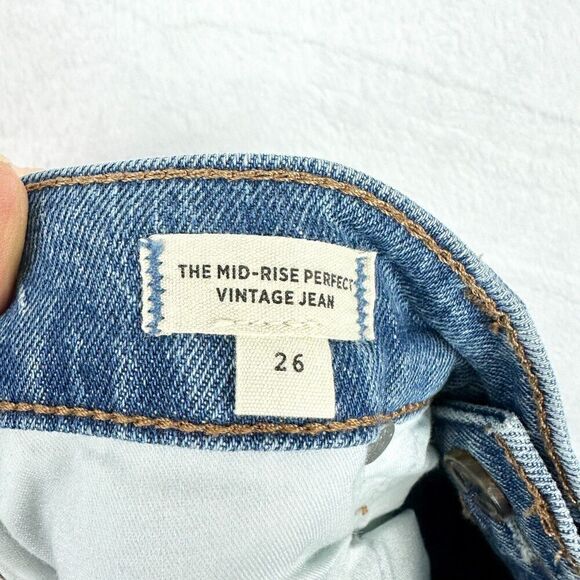 THE MID-RISE PERFECT
VINTAGE JEAN
26